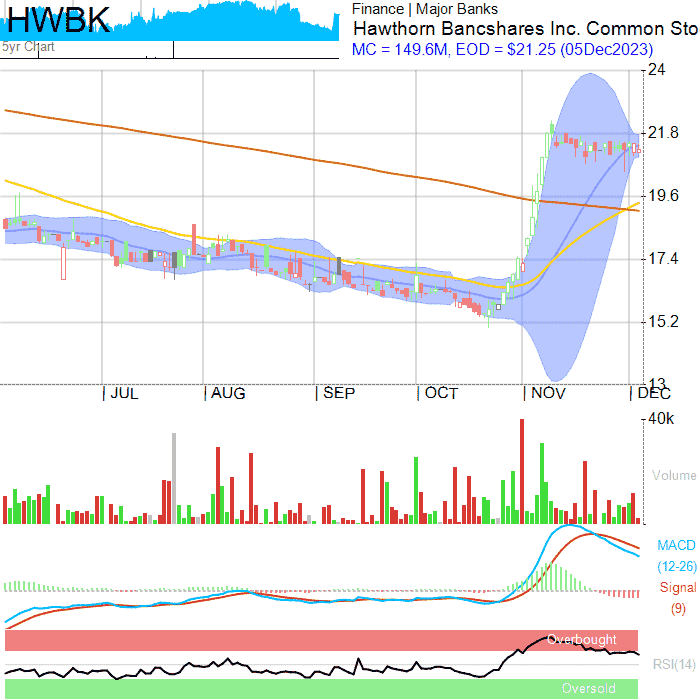 HWBK
5yr Chart
Finance | Major Banks
Hawthorn Bancshares Inc. Common Sto
MC = 149.6M, EOD = $21.25 (05Dec2023)
24
21.8
19.6
17.4
15.2
13
| JUL | AUG | SEP | OCT | NOV | DEC
40k
Volume
MACD
(12-26)
Signal
(9)
Overbought
RSI(14)
Oversold